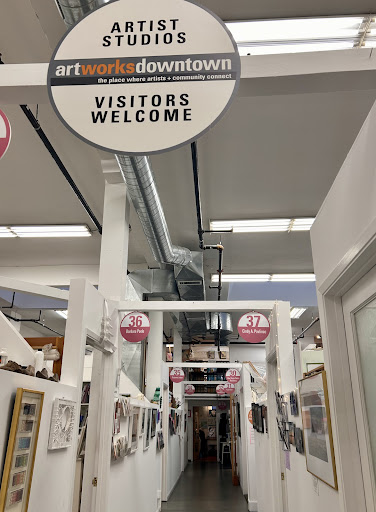 ARTIST
STUDIOS
artworksdowntown
the place where artists + community connect
VISITORS
WELCOME
36
37